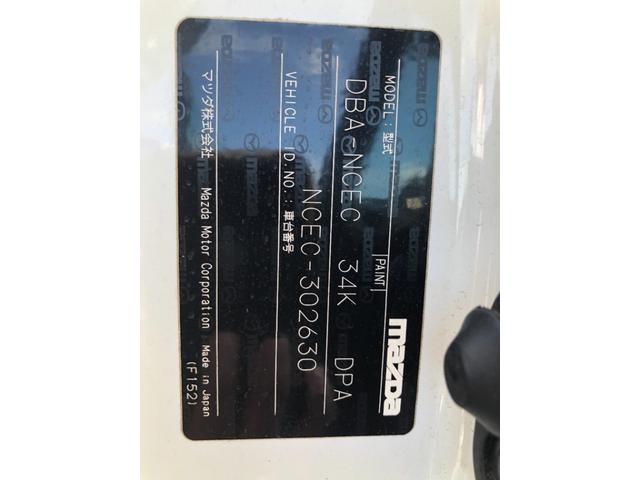 mazda
MODEL : 型式 PAINT
DBA-NCEC 34K DPA
VEHICLE ID.NO. : 車台番号
NCEC-302630
マツダ株式会社 Mazda Motor Corporation Made in Japan
(F152)